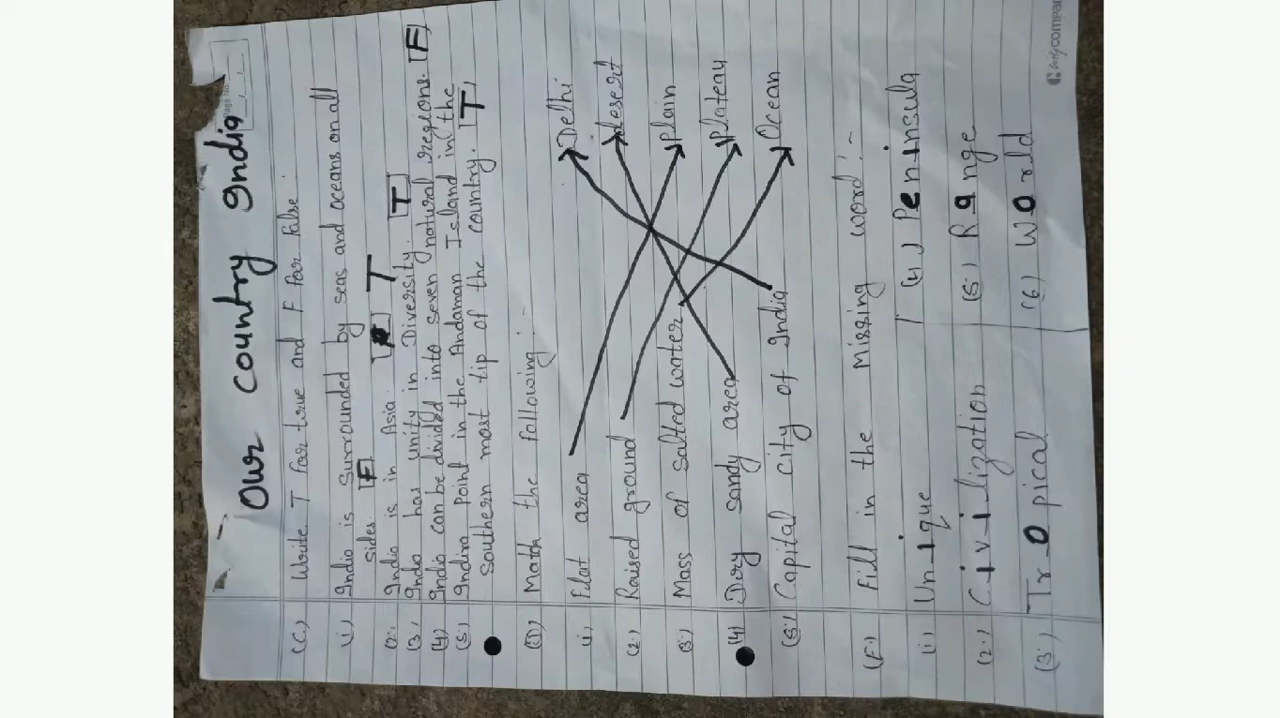 Page No.
Our country India
(C.) Write T for true and F for False :
(i) India is surrounded by seas and oceans on all
sides. F
(2.) India is in Asia. T
(3.) India has unity in Diversity. T
(4) India can be divided into seven natural regions. F
(5.) Indira Point in the Andaman Island in the
southern most tip of the country. T
(D) Match the following :-
(i) Flat area Delhi
(2.) Raised ground desert
(3.) Mass of salted water Plain
(4) Dry sandy area Plateau
(5.) Capital city of India Ocean
(F.) Fill in the Missing word :-
(i) Unique (4) Peninsula
(2.) Civilization (5.) Range
(3.) Tropical (6) World